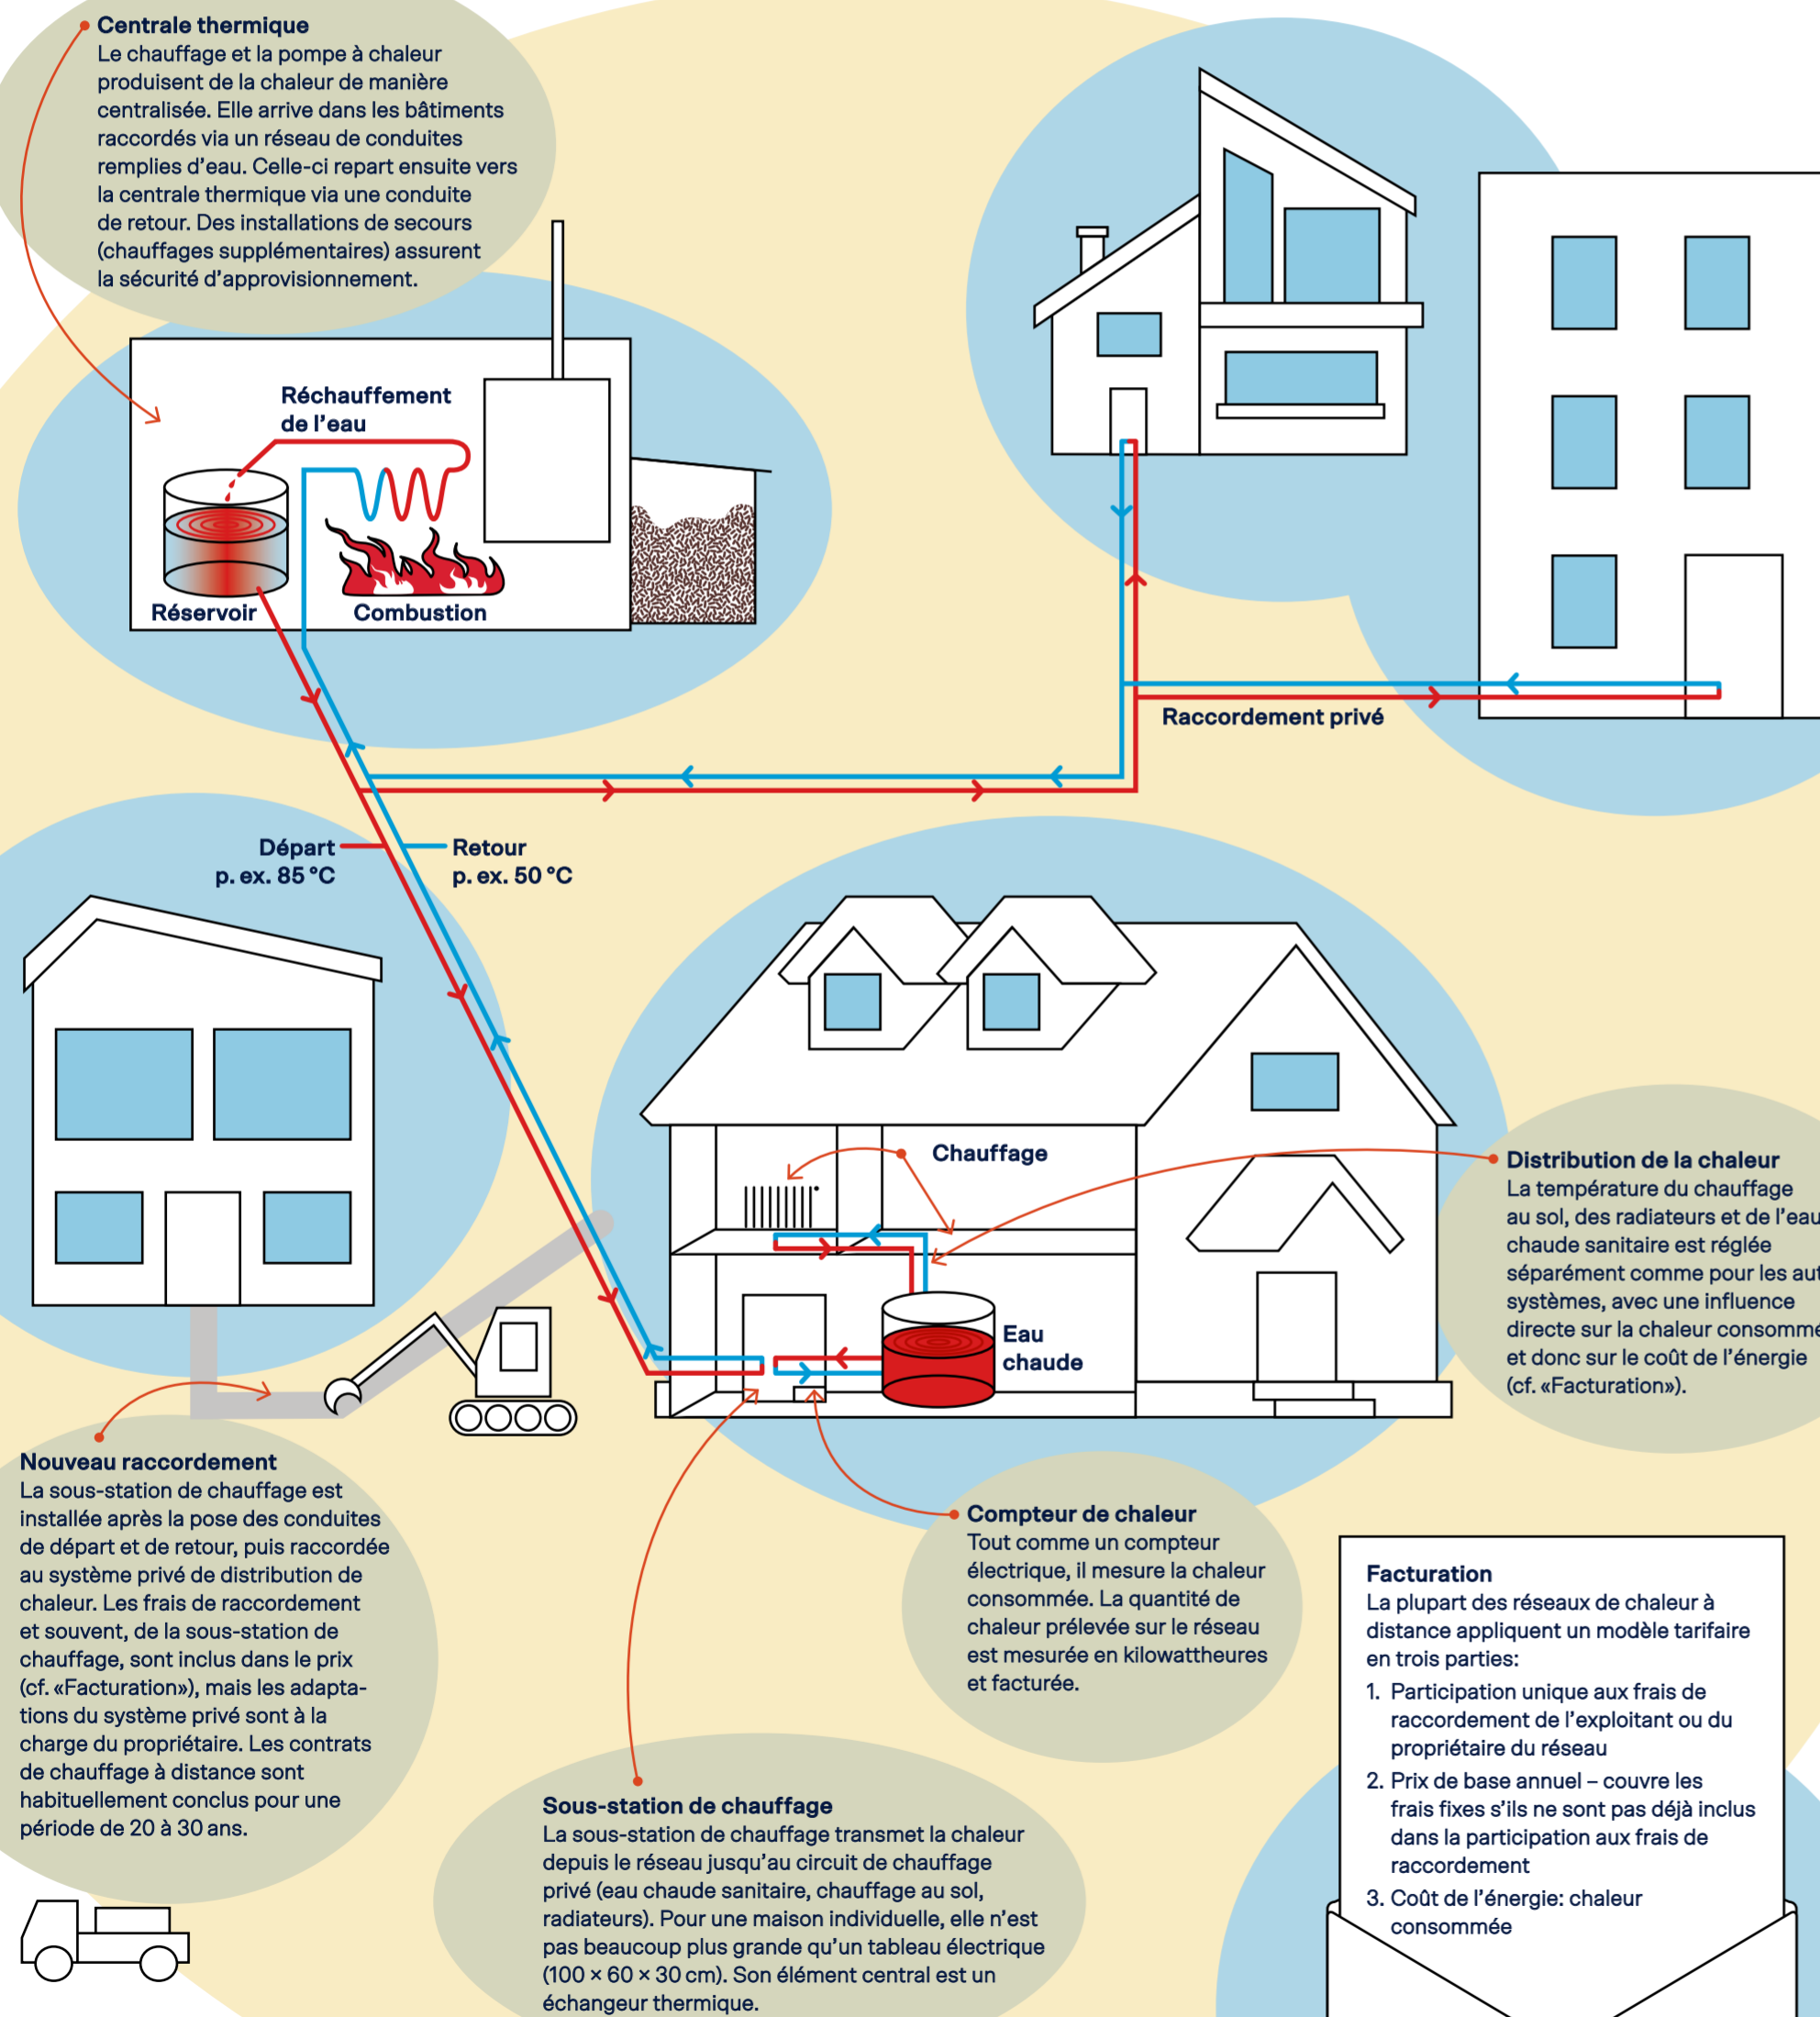 Centrale thermique
Le chauffage et la pompe à chaleur
produisent de la chaleur de manière
centralisée. Elle arrive dans les bâtiments
raccordés via un réseau de conduites
remplies d’eau. Celle-ci repart ensuite vers
la centrale thermique via une conduite
de retour. Des installations de secours
(chauffages supplémentaires) assurent
la sécurité d’approvisionnement.
Réchauffement
de l’eau
Réservoir
Combustion
Raccordement privé
Départ
p. ex. 85 °C
Retour
p. ex. 50 °C
Chauffage
Eau
chaude
Distribution de la chaleur
La température du chauffage
au sol, des radiateurs et de l’eau
chaude sanitaire est réglée
séparément comme pour les
systèmes, avec une influence
directe sur la chaleur
et donc sur le coût de l’énergie
(cf. «Facturation»).
Nouveau raccordement
La sous-station de chauffage est
installée après la pose des conduites
de départ et de retour, puis raccordée
au système privé de distribution de
chaleur. Les frais de raccordement
et souvent, de la sous-station de
chauffage, sont inclus dans le prix
(cf. «Facturation»), mais les adapta-
tions du système privé sont à la
charge du propriétaire. Les contrats
de chauffage à distance sont
habituellement conclus pour une
période de 20 à 30 ans.
Compteur de chaleur
Tout comme un compteur
électrique, il mesure la chaleur
consommée. La quantité de
chaleur prélevée sur le réseau
est mesurée en kilowattheures
et facturée.
Sous-station de chauffage
La sous-station de chauffage transmet la chaleur
depuis le réseau jusqu’au circuit de chauffage
privé (eau chaude sanitaire, chauffage au sol,
radiateurs). Pour une maison individuelle, elle n’est
pas beaucoup plus grande qu’un tableau électrique
(100 × 60 × 30 cm). Son élément central est un
échangeur thermique.
Facturation
La plupart des réseaux de chaleur à
distance appliquent un modèle tarifaire
en trois parties:
1. Participation unique aux frais de
raccordement de l’exploitant ou du
propriétaire du réseau
2. Prix de base annuel – couvre les
frais fixes s’ils ne sont pas déjà inclus
dans la participation aux frais de
raccordement
3. Coût de l’énergie: chaleur
consommée